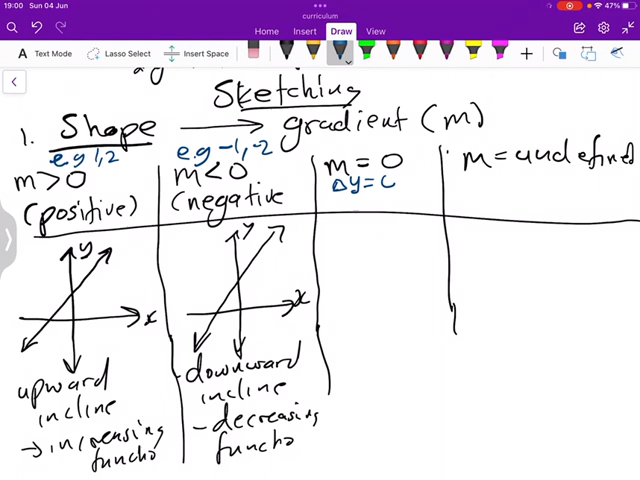 19:00 Sun 04 Jun
47%
curriculum
Home Insert Draw View
Text Mode Lasso Select Insert Space
Sketching
1. Shape → gradient (m)
e.g 1,2
m > 0
(positive)
e.g -1, -2
m < 0
(negative
m = 0
Δy = 0
m = undefined
y
x
upward
incline
→ increasing
functio
y
x
- downward
incline
- decreasing
functio